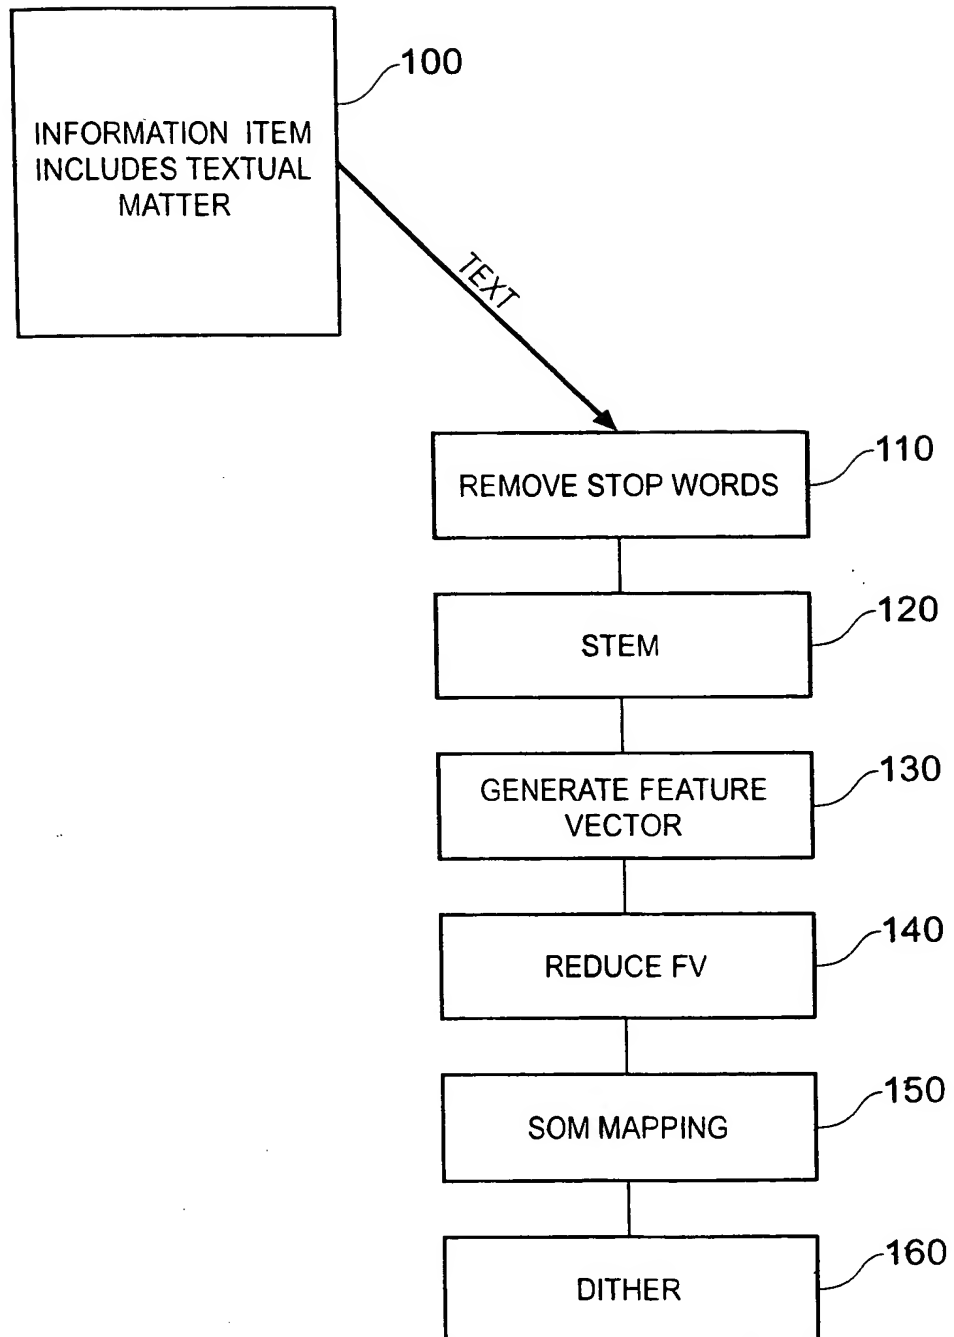 100
INFORMATION ITEM
INCLUDES TEXTUAL
MATTER
TEXT
110
REMOVE STOP WORDS
120
STEM
130
GENERATE FEATURE
VECTOR
140
REDUCE FV
150
SOM MAPPING
160
DITHER